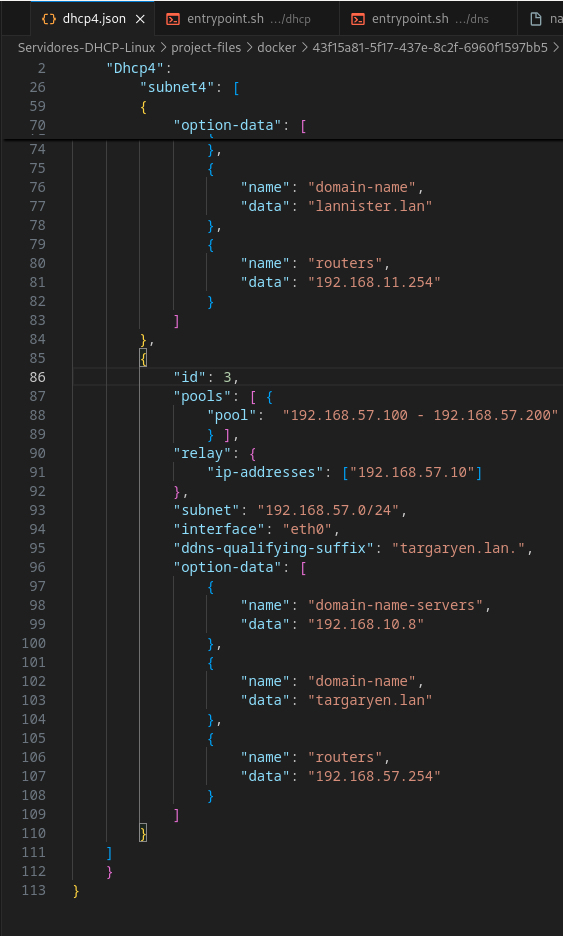 dhcp4.json × entrypoint.sh .../dhcp entrypoint.sh .../dns na
Servidores-DHCP-Linux > project-files > docker > 43f15a81-5f17-437e-8c2f-6960f1597bb5 >
2 "Dhcp4":
26 "subnet4": [
59 {
70 "option-data": [
74 },
75 {
76 "name": "domain-name",
77 "data": "lannister.lan"
78 },
79 {
80 "name": "routers",
81 "data": "192.168.11.254"
82 }
83 ]
84 },
85 {
86 "id": 3,
87 "pools": [ {
88 "pool":  "192.168.57.100 - 192.168.57.200"
89 } ],
90 "relay": {
91 "ip-addresses": ["192.168.57.10"]
92 },
93 "subnet": "192.168.57.0/24",
94 "interface": "eth0",
95 "ddns-qualifying-suffix": "targaryen.lan.",
96 "option-data": [
97 {
98 "name": "domain-name-servers",
99 "data": "192.168.10.8"
100 },
101 {
102 "name": "domain-name",
103 "data": "targaryen.lan"
104 },
105 {
106 "name": "routers",
107 "data": "192.168.57.254"
108 }
109 ]
110 }
111 ]
112 }
113 }